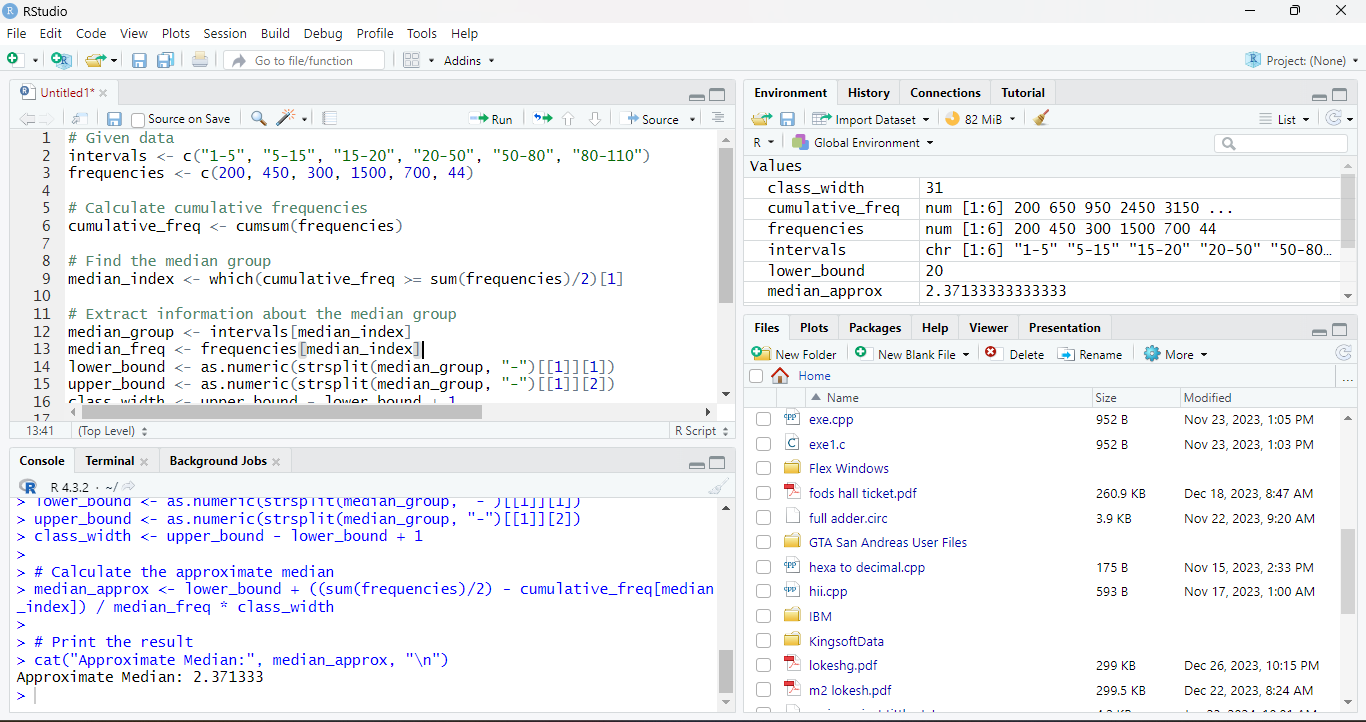 RStudio
File Edit Code View Plots Session Build Debug Profile Tools Help
Go to file/function Addins Project: (None)
Untitled1*
Source on Save Run Source
1 # Given data
2 intervals <- c("1-5", "5-15", "15-20", "20-50", "50-80", "80-110")
3 frequencies <- c(200, 450, 300, 1500, 700, 44)
4
5 # Calculate cumulative frequencies
6 cumulative_freq <- cumsum(frequencies)
7
8 # Find the median group
9 median_index <- which(cumulative_freq >= sum(frequencies)/2)[1]
10
11 # Extract information about the median group
12 median_group <- intervals[median_index]
13 median_freq <- frequencies[median_index]
14 lower_bound <- as.numeric(strsplit(median_group, "-")[[1]][1])
15 upper_bound <- as.numeric(strsplit(median_group, "-")[[1]][2])
16 class_width <- upper_bound - lower_bound + 1
17
13:41 (Top Level) R Script
Console Terminal Background Jobs
R 4.3.2 · ~/
> lower_bound <- as.numeric(strsplit(median_group, "-")[[1]][1])
> upper_bound <- as.numeric(strsplit(median_group, "-")[[1]][2])
> class_width <- upper_bound - lower_bound + 1
>
> # Calculate the approximate median
> median_approx <- lower_bound + ((sum(frequencies)/2) - cumulative_freq[median
_index]) / median_freq * class_width
>
> # Print the result
> cat("Approximate Median:", median_approx, "\n")
Approximate Median: 2.371333
>
Environment History Connections Tutorial
Import Dataset 82 MiB List
R Global Environment
Values
class_width 31
cumulative_freq num [1:6] 200 650 950 2450 3150 ...
frequencies num [1:6] 200 450 300 1500 700 44
intervals chr [1:6] "1-5" "5-15" "15-20" "20-50" "50-80…
lower_bound 20
median_approx 2.37133333333333
Files Plots Packages Help Viewer Presentation
New Folder New Blank File Delete Rename More
Home ...
Name Size Modified
exe.cpp 952 B Nov 23, 2023, 1:05 PM
exe1.c 952 B Nov 23, 2023, 1:03 PM
Flex Windows
fods hall ticket.pdf 260.9 KB Dec 18, 2023, 8:47 AM
full adder.circ 3.9 KB Nov 22, 2023, 9:20 AM
GTA San Andreas User Files
hexa to decimal.cpp 175 B Nov 15, 2023, 2:33 PM
hii.cpp 593 B Nov 17, 2023, 1:00 AM
IBM
KingsoftData
lokeshg.pdf 299 KB Dec 26, 2023, 10:15 PM
m2 lokesh.pdf 299.5 KB Dec 22, 2023, 8:24 AM